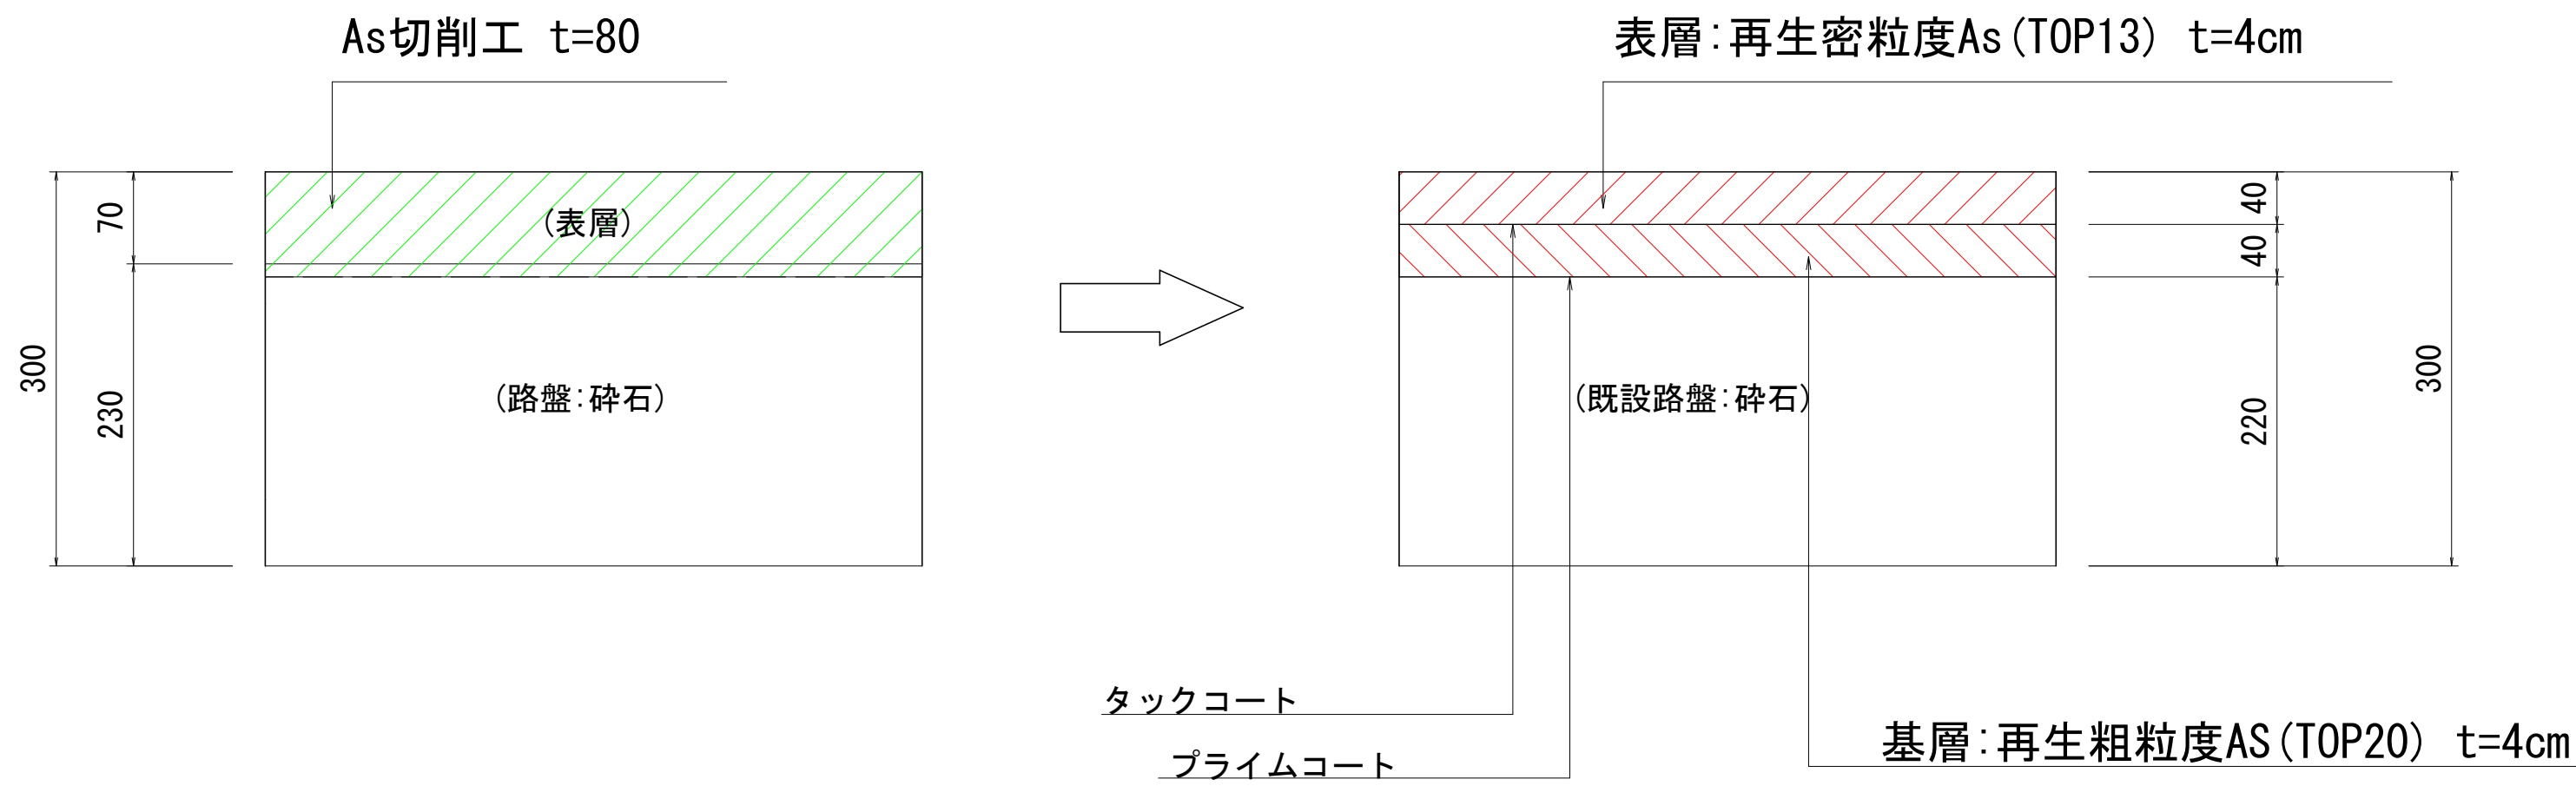 As切削工 t=80
表層:再生密粒度As(TOP13) t=4cm
70
(表層)
40
40
300
230
(路盤:砕石)
(既設路盤:砕石)
220
300
タックコート
プライムコート
基層:再生粗粒度AS(TOP20) t=4cm